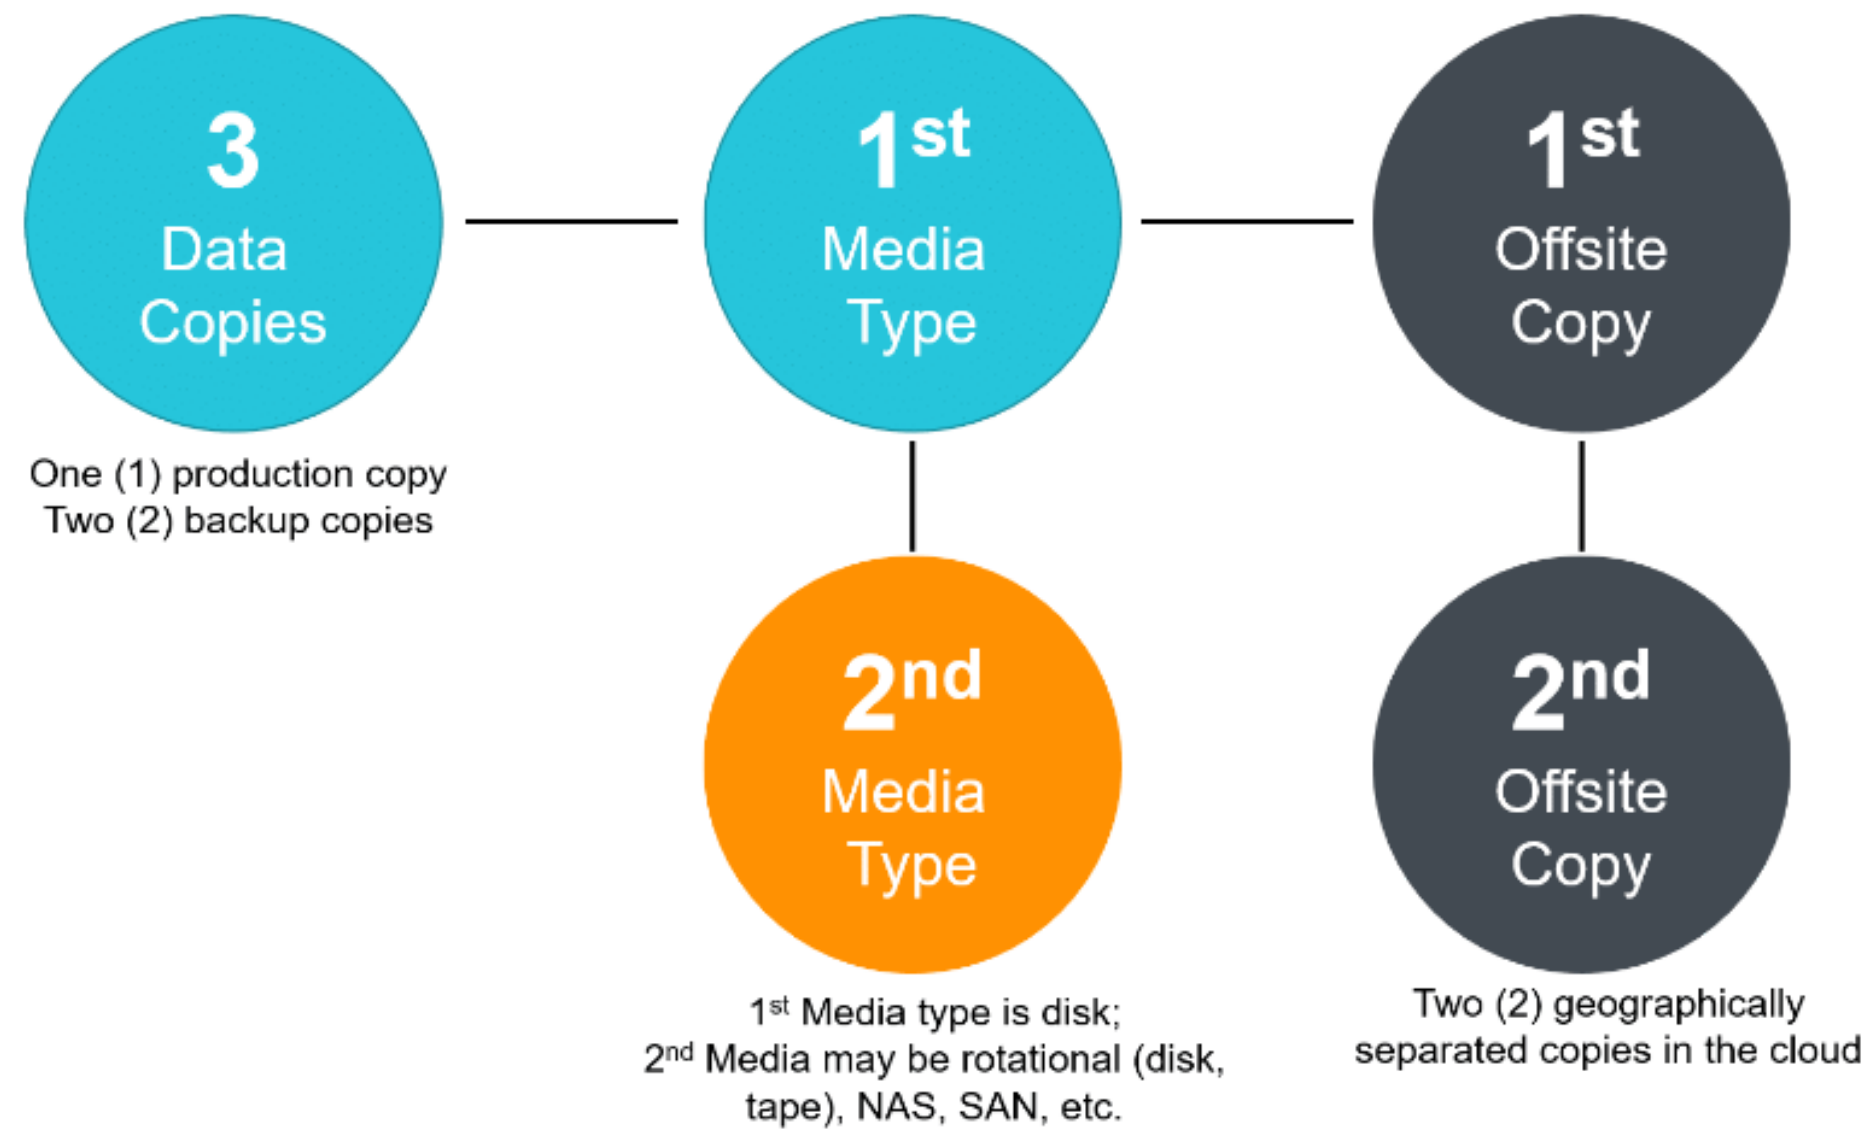 3
Data
Copies
One (1) production copy
Two (2) backup copies
1st
Media
Type
2nd
Media
Type
1st Media type is disk;
2nd Media may be rotational (disk,
tape), NAS, SAN, etc.
1st
Offsite
Copy
2nd
Offsite
Copy
Two (2) geographically
separated copies in the cloud